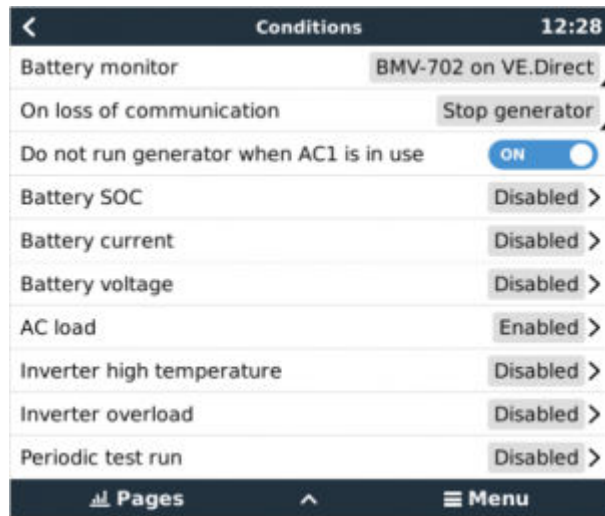 Conditions 12:28
Battery monitor BMV-702 on VE.Direct
On loss of communication Stop generator
Do not run generator when AC1 is in use ON
Battery SOC Disabled
Battery current Disabled
Battery voltage Disabled
AC load Enabled
Inverter high temperature Disabled
Inverter overload Disabled
Periodic test run Disabled
Pages Menu